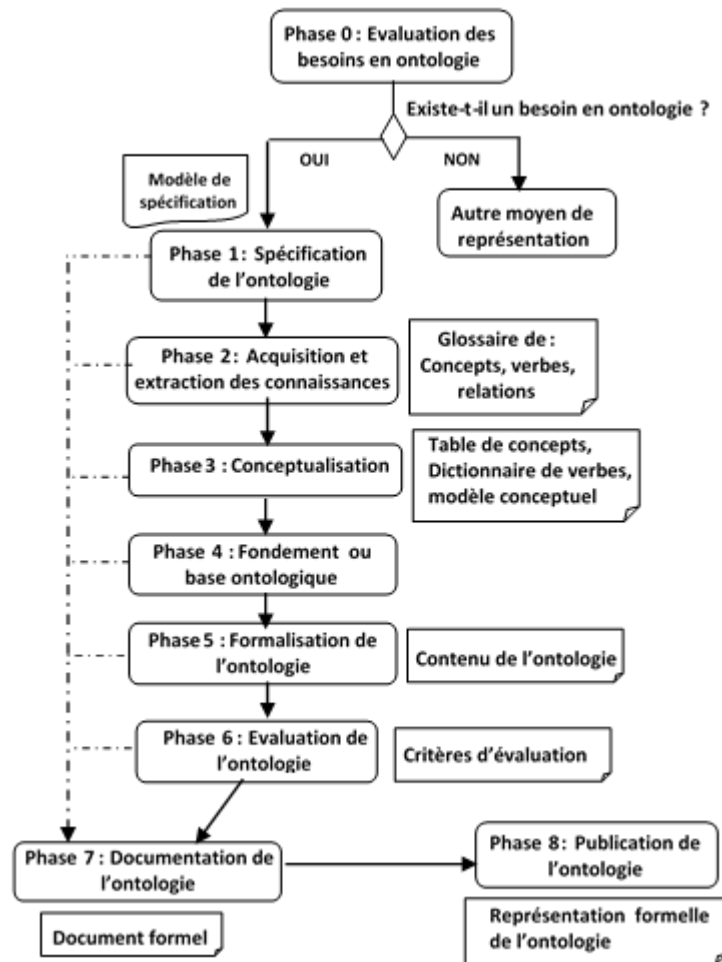 Phase 0 : Evaluation des
besoins en ontologie
Existe-t-il un besoin en ontologie ?
OUI
NON
Modèle de
spécification
Autre moyen de
représentation
Phase 1 : Spécification
de l'ontologie
Phase 2 : Acquisition et
extraction des connaissances
Glossaire de :
Concepts, verbes,
relations
Phase 3 : Conceptualisation
Table de concepts,
Dictionnaire de verbes,
modèle conceptuel
Phase 4 : Fondement ou
base ontologique
Phase 5 : Formalisation de
l'ontologie
Contenu de l'ontologie
Phase 6 : Evaluation de
l'ontologie
Critères d'évaluation
Phase 7 : Documentation de
l'ontologie
Phase 8 : Publication de
l'ontologie
Document formel
Représentation formelle
de l'ontologie